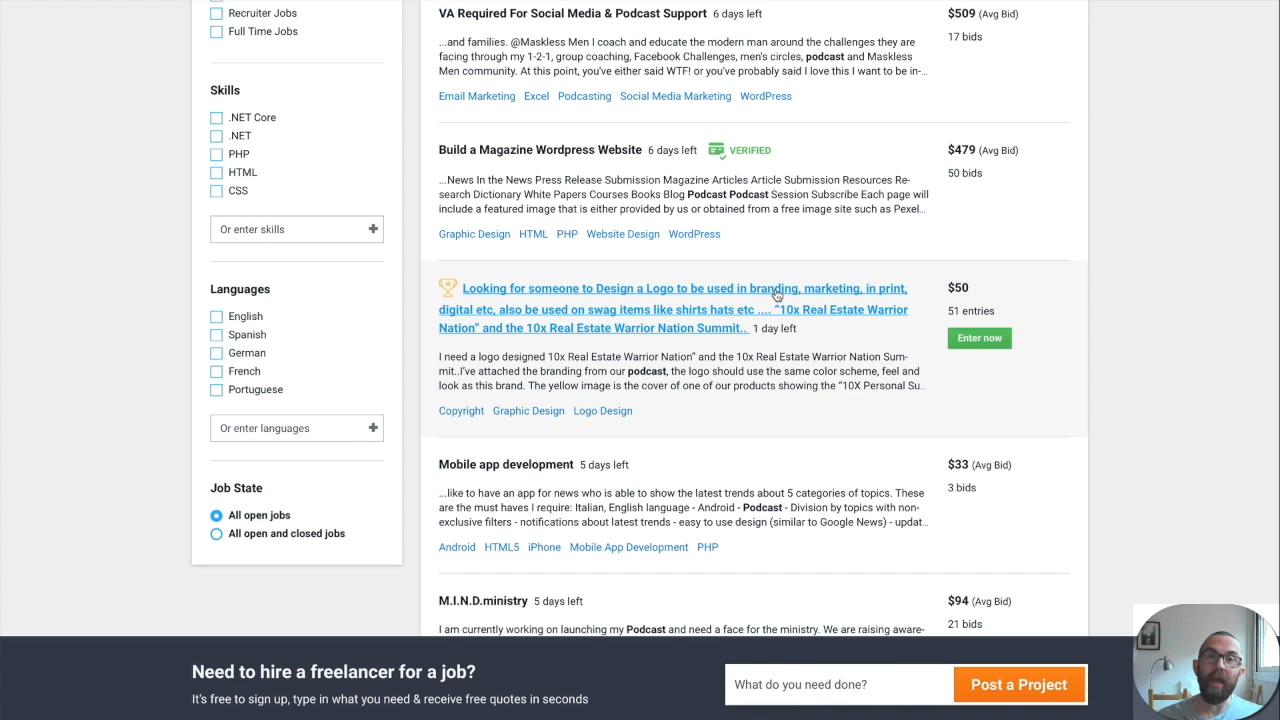 Recruiter Jobs
Full Time Jobs
Skills
.NET Core
.NET
PHP
HTML
CSS
Or enter skills
Languages
English
Spanish
German
French
Portuguese
Or enter languages
Job State
All open jobs
All open and closed jobs
VA Required For Social Media & Podcast Support 6 days left
$509 (Avg Bid)
17 bids
...and families. @Maskless Men I coach and educate the modern man around the challenges they are
facing through my 1-2-1, group coaching, Facebook Challenges, men's circles, podcast and Maskless
Men community. At this point, you've either said WTF! or you've probably said I love this I want to be in-...
Email Marketing Excel Podcasting Social Media Marketing WordPress
Build a Magazine Wordpress Website 6 days left VERIFIED
$479 (Avg Bid)
50 bids
...News In the News Press Release Submission Magazine Articles Article Submission Resources Re-
search Dictionary White Papers Courses Books Blog Podcast Podcast Session Subscribe Each page will
include a featured image that is either provided by us or obtained from a free image site such as Pexel...
Graphic Design HTML PHP Website Design WordPress
Looking for someone to Design a Logo to be used in branding, marketing, in print,
digital etc, also be used on swag items like shirts hats etc .... “10x Real Estate Warrior
Nation” and the 10x Real Estate Warrior Nation Summit.. 1 day left
$50
51 entries
Enter now
I need a logo designed 10x Real Estate Warrior Nation” and the 10x Real Estate Warrior Nation Sum-
mit..I’ve attached the branding from our podcast, the logo should use the same color scheme, feel and
look as this brand. The yellow image is the cover of one of our products showing the “10X Personal Su...
Copyright Graphic Design Logo Design
Mobile app development 5 days left
$33 (Avg Bid)
3 bids
...like to have an app for news who is able to show the latest trends about 5 categories of topics. These
are the must haves I require: Italian, English language - Android - Podcast - Division by topics with non-
exclusive filters - notifications about latest trends - easy to use design (similar to Google News) - updat...
Android HTML5 iPhone Mobile App Development PHP
M.I.N.D.ministry 5 days left
$94 (Avg Bid)
21 bids
I am currently working on launching my Podcast and need a face for the ministry. We are raising aware-
Need to hire a freelancer for a job?
It's free to sign up, type in what you need & receive free quotes in seconds
What do you need done?
Post a Project